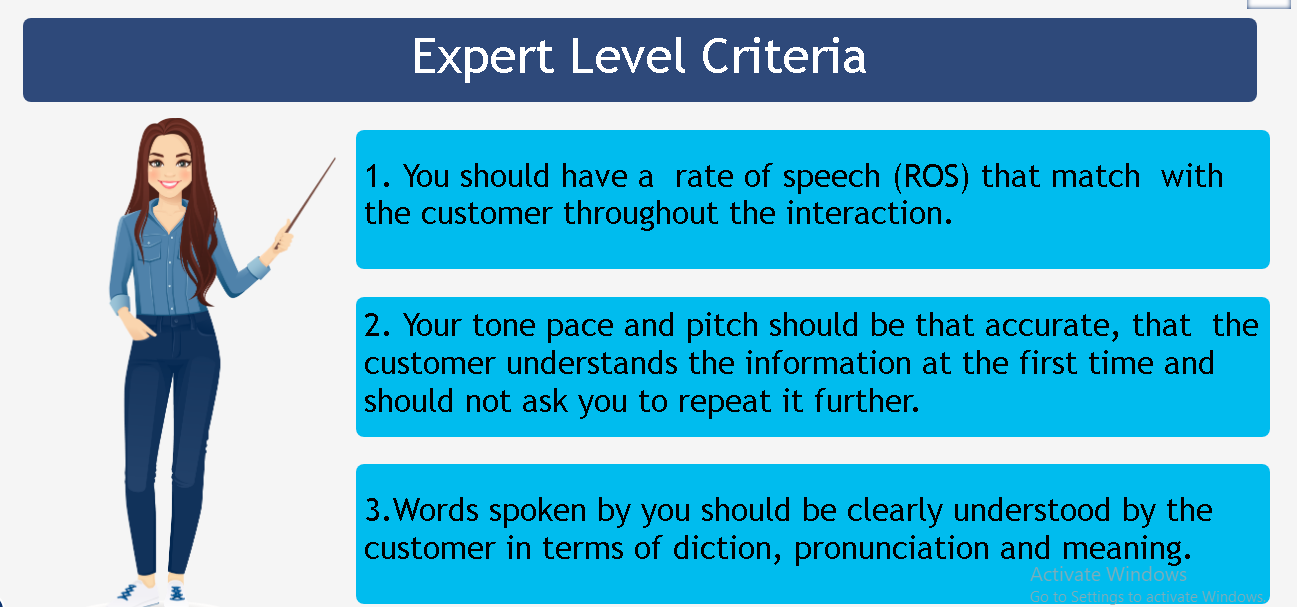 Expert Level Criteria
1. You should have a rate of speech (ROS) that match with
the customer throughout the interaction.
2. Your tone pace and pitch should be that accurate, that the
customer understands the information at the first time and
should not ask you to repeat it further.
3.Words spoken by you should be clearly understood by the
customer in terms of diction, pronunciation and meaning.
Activate Windows
Go to Settings to activate Windows.